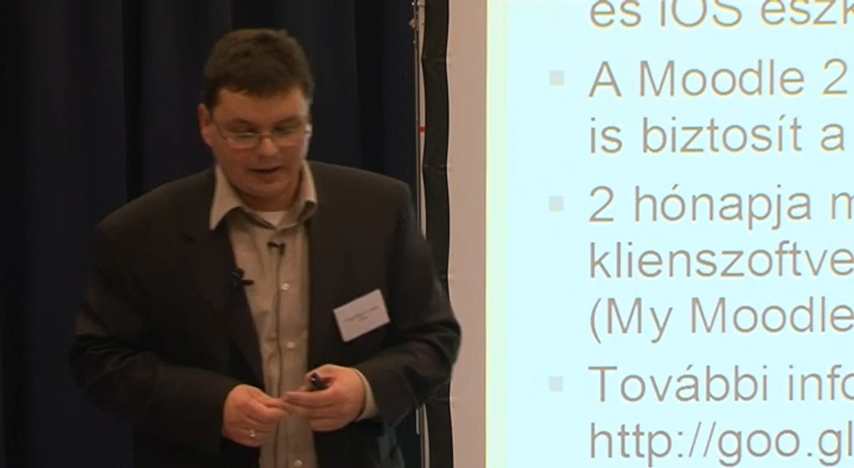 és iOS eszk
A Moodle 2
is biztosít a
2 hónapja m
klienszoftve
(My Moodle
További info
http://goo.gl